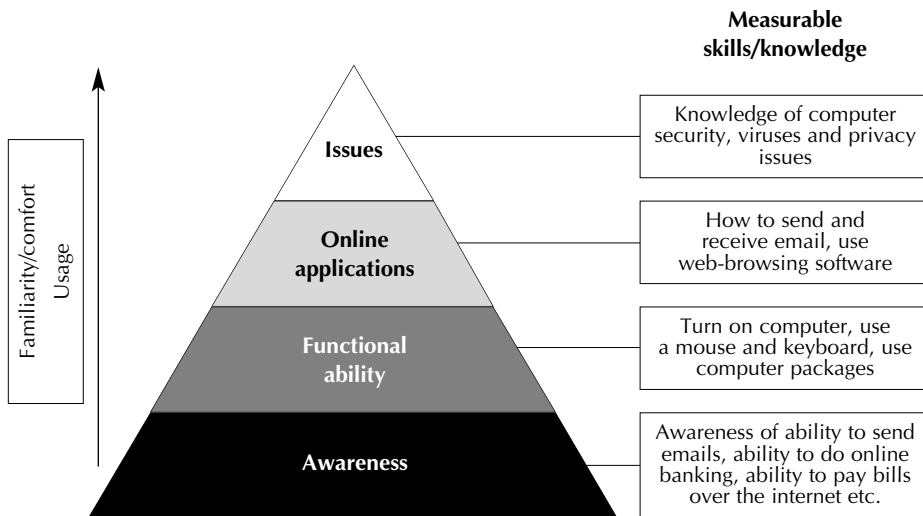 Measurable
skills/knowledge
Familiarity/comfort
Usage
Issues
Knowledge of computer
security, viruses and privacy
issues
Online
applications
How to send and
receive email, use
web-browsing software
Functional
ability
Turn on computer, use
a mouse and keyboard, use
computer packages
Awareness
Awareness of ability to send
emails, ability to do online
banking, ability to pay bills
over the internet etc.